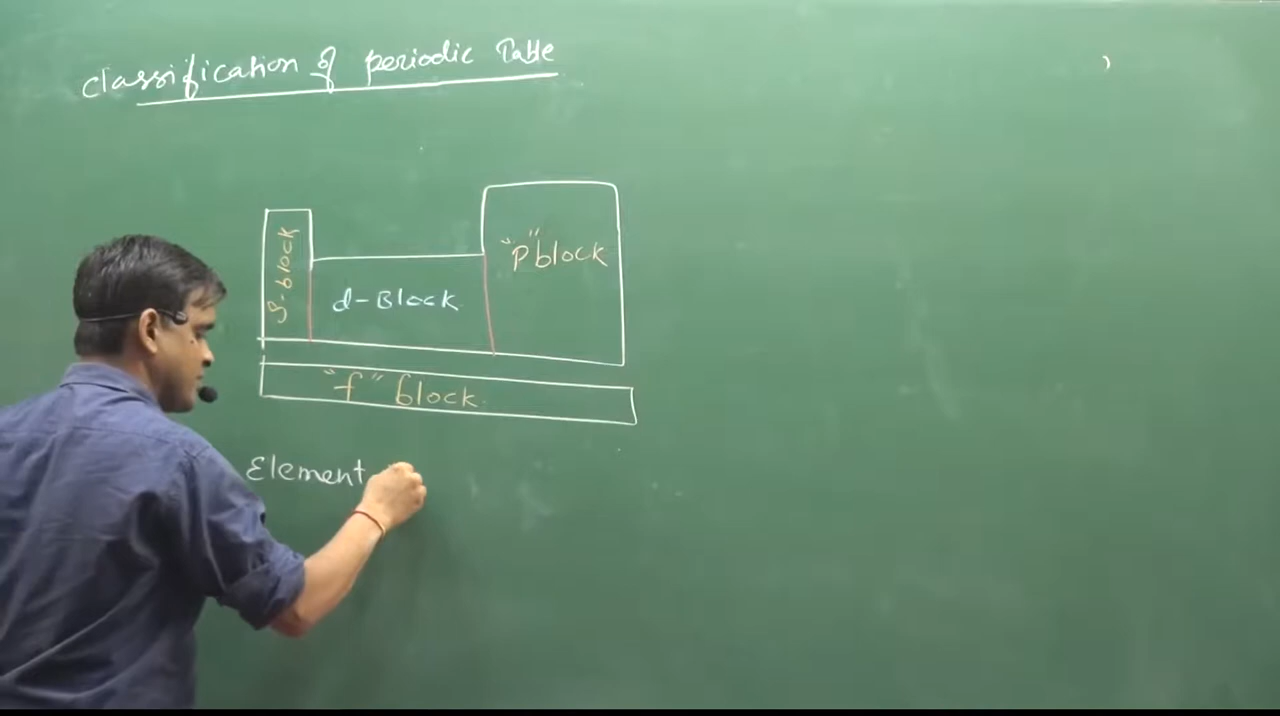 classification of periodic Table
S-block
d-Block
"p" block
"f" block
Element